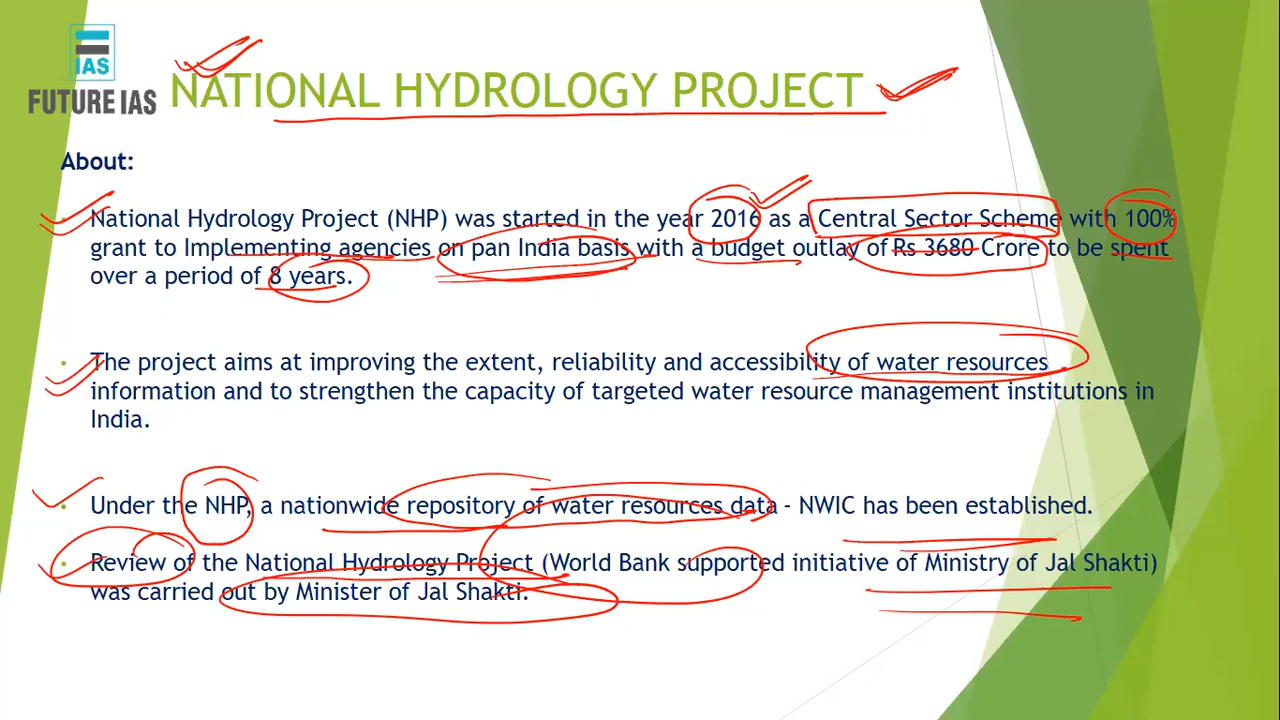 IAS
FUTURE IAS
NATIONAL HYDROLOGY PROJECT
About:
National Hydrology Project (NHP) was started in the year 2016 as a Central Sector Scheme with 100%
grant to Implementing agencies on pan India basis with a budget outlay of Rs 3680 Crore to be spent
over a period of 8 years.
The project aims at improving the extent, reliability and accessibility of water resources
information and to strengthen the capacity of targeted water resource management institutions in
India.
Under the NHP, a nationwide repository of water resources data - NWIC has been established.
Review of the National Hydrology Project (World Bank supported initiative of Ministry of Jal Shakti)
was carried out by Minister of Jal Shakti.